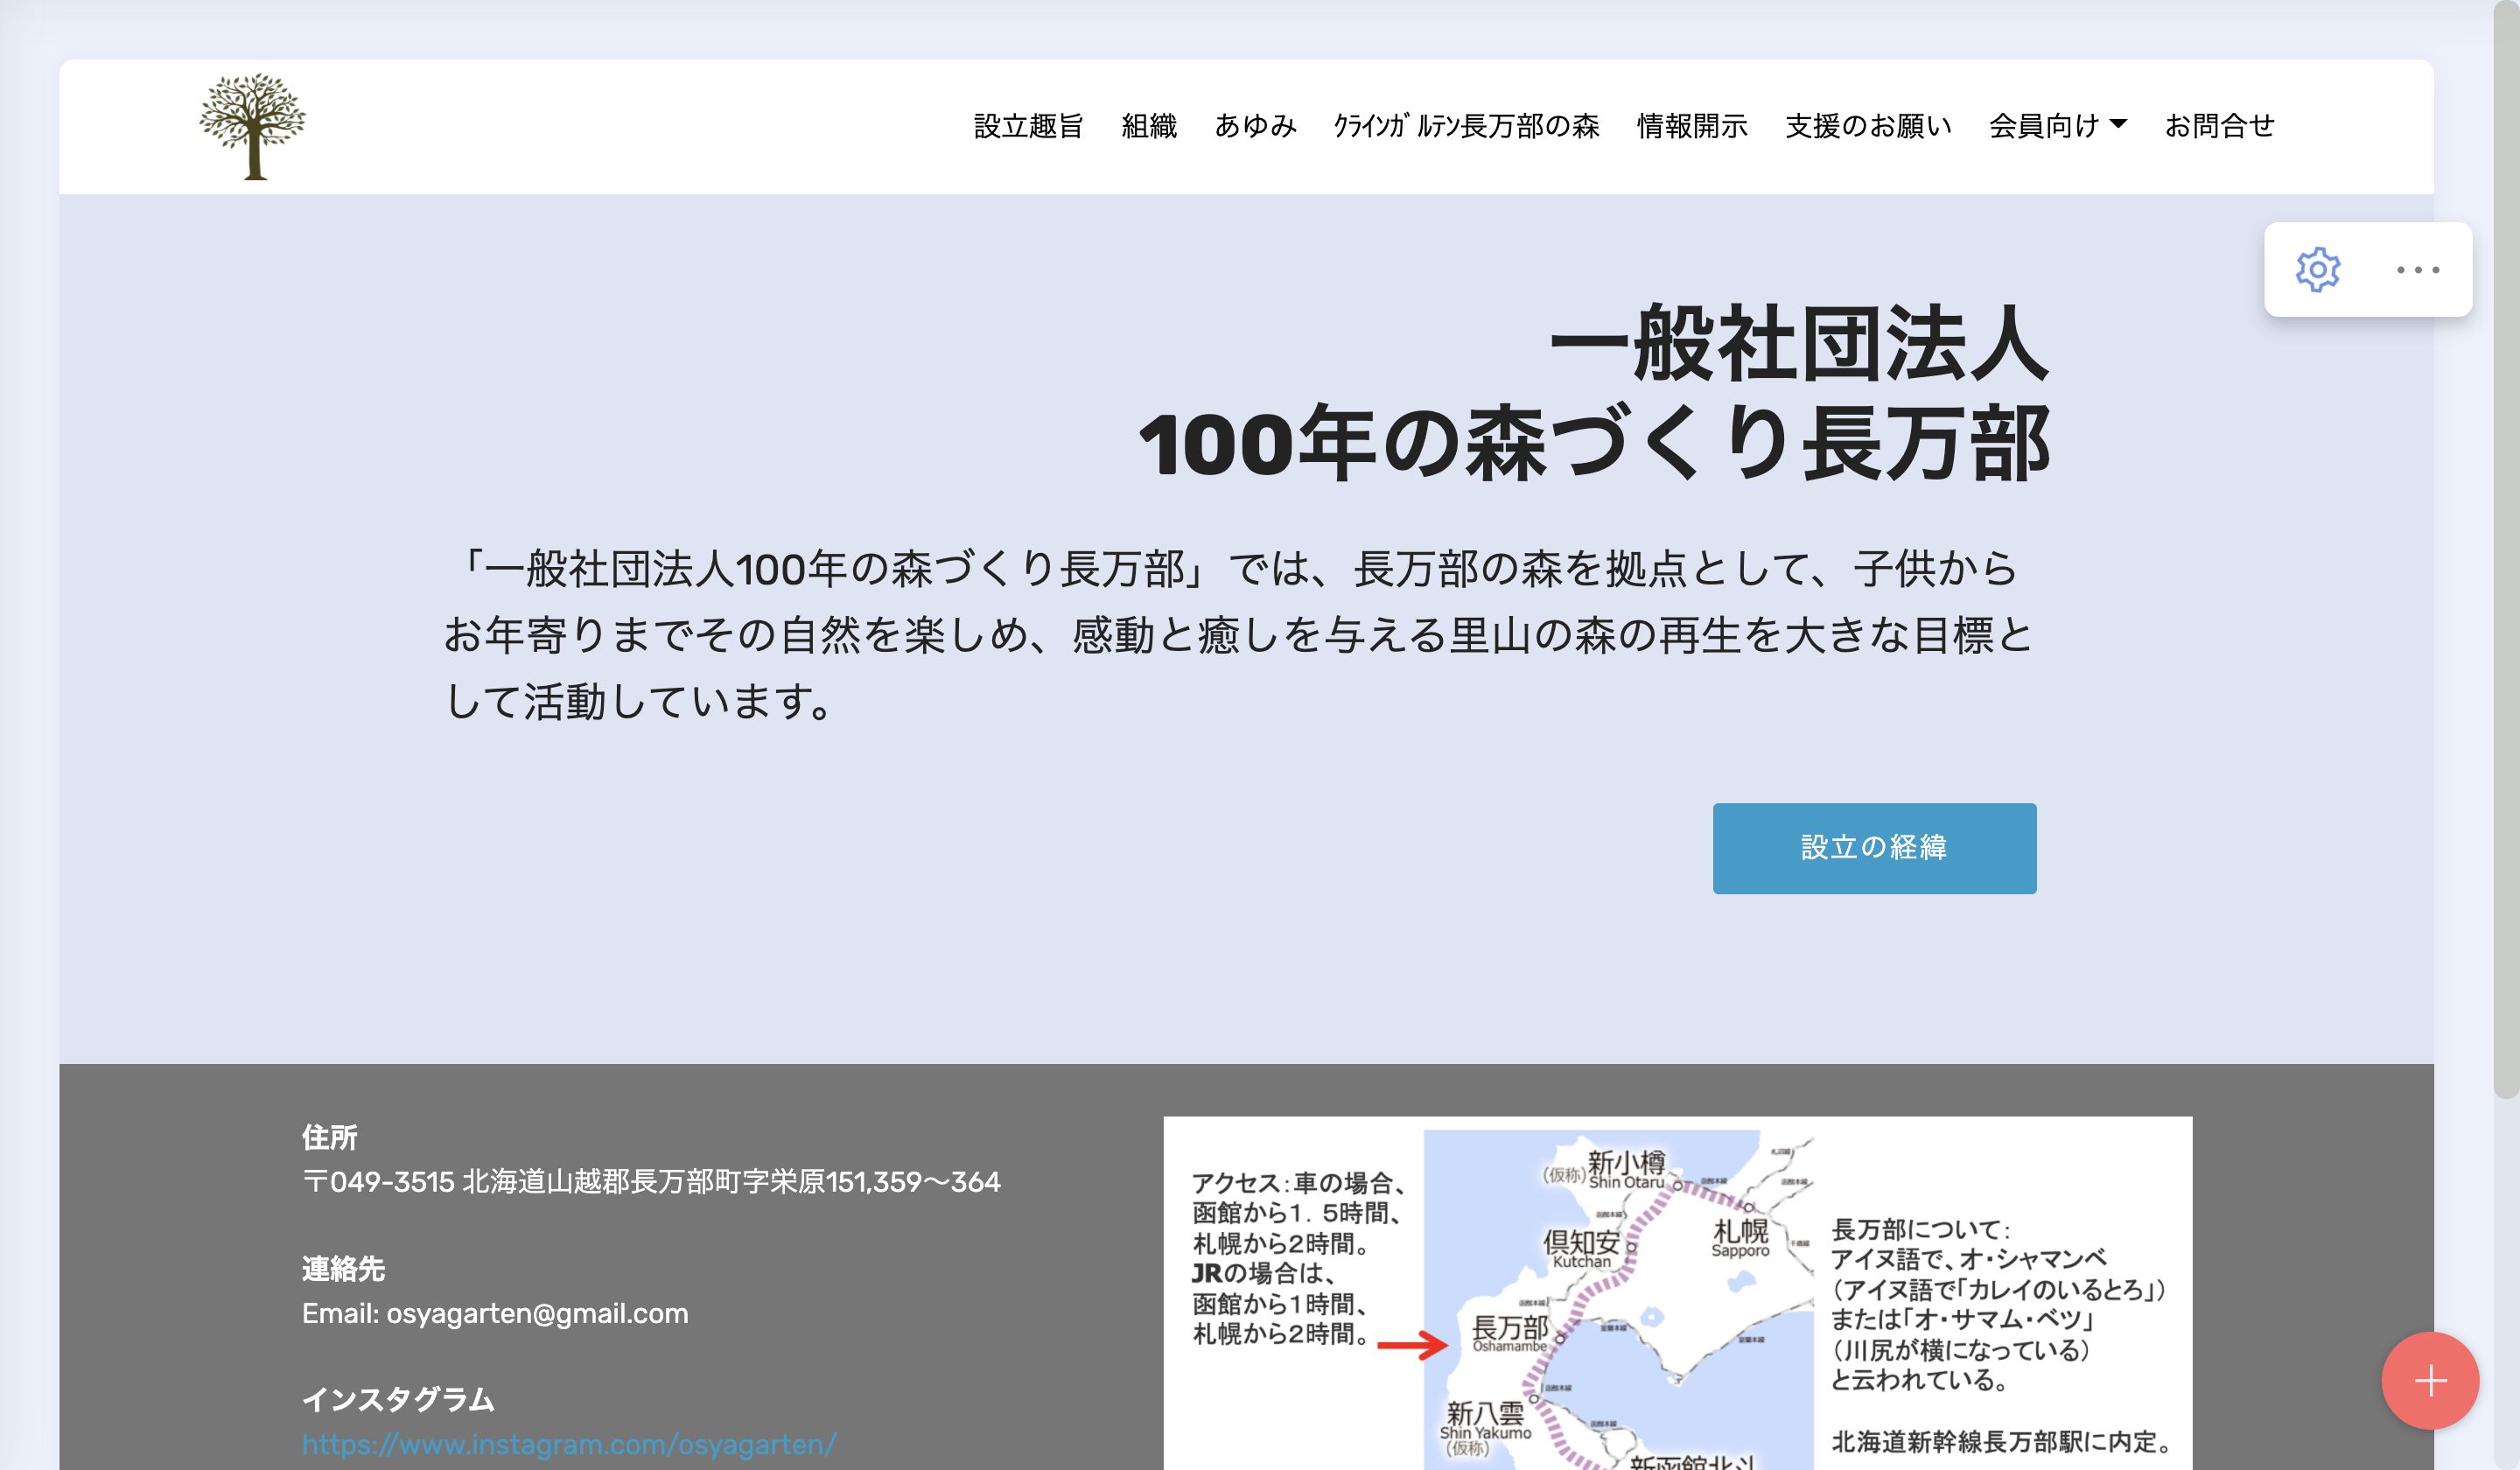 設立趣旨 組織 あゆみ ｸﾗｲﾝｶﾞﾙﾃﾝ長万部の森 情報開示 支援のお願い 会員向け お問合せ
一般社団法人
100年の森づくり長万部
「一般社団法人100年の森づくり長万部」では、長万部の森を拠点として、子供から
お年寄りまでその自然を楽しめ、感動と癒しを与える里山の森の再生を大きな目標と
して活動しています。
設立の経緯
住所
〒049-3515 北海道山越郡長万部町字栄原151,359〜364
連絡先
Email: osyagarten@gmail.com
インスタグラム
https://www.instagram.com/osyagarten/
アクセス：車の場合、
函館から１．５時間、
札幌から２時間。
JRの場合は、
函館から１時間、
札幌から２時間。
（仮称）新小樽
Shin Otaru
札幌
Sapporo
倶知安
Kutchan
長万部
Oshamambe
新八雲
Shin Yakumo
（仮称）
新函館北斗
長万部について：
アイヌ語で、オ・シャマンベ
（アイヌ語で「カレイのいるとろ」）
または「オ・サマム・ベツ」
（川尻が横になっている）
と云われている。
北海道新幹線長万部駅に内定。